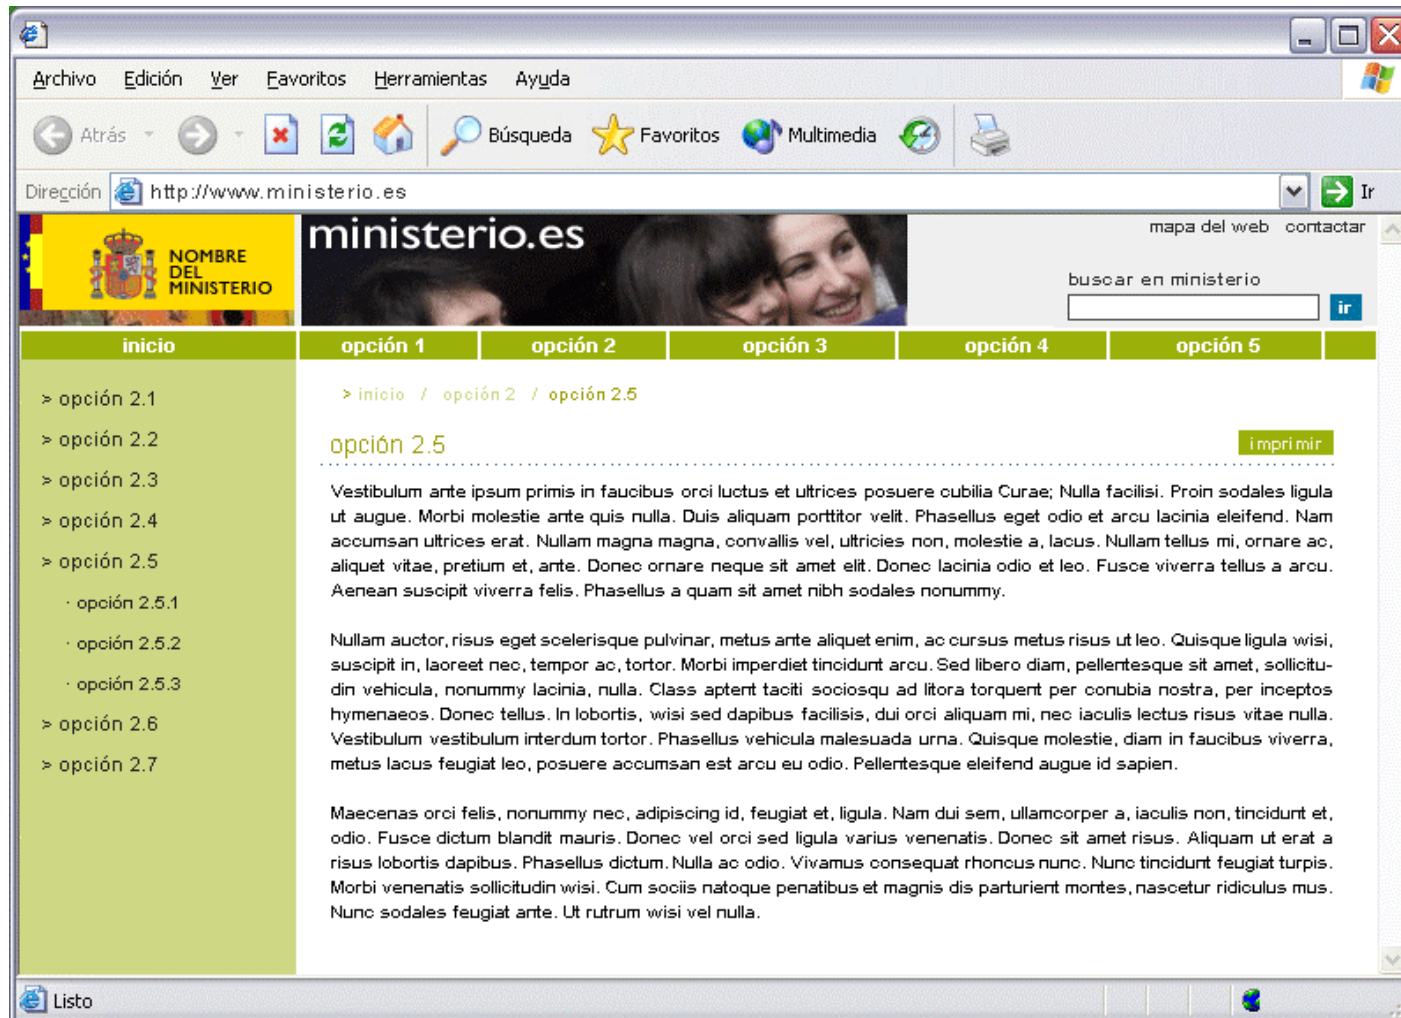 Archivo Edición Ver Favoritos Herramientas Ayuda
Atrás Búsqueda Favoritos Multimedia
Dirección http://www.ministerio.es Ir
NOMBRE
DEL
MINISTERIO
ministerio.es
mapa del web contactar
buscar en ministerio
ir
inicio opción 1 opción 2 opción 3 opción 4 opción 5
> opción 2.1
> opción 2.2
> opción 2.3
> opción 2.4
> opción 2.5
· opción 2.5.1
· opción 2.5.2
· opción 2.5.3
> opción 2.6
> opción 2.7
> inicio / opción 2 / opción 2.5
opción 2.5
imprimir
Vestibulum ante ipsum primis in faucibus orci luctus et ultrices posuere cubilia Curae; Nulla facilisi. Proin sodales ligula
ut augue. Morbi molestie ante quis nulla. Duis aliquam porttitor velit. Phasellus eget odio et arcu lacinia eleifend. Nam
accumsan ultrices erat. Nullam magna magna, convallis vel, ultricies non, molestie a, lacus. Nullam tellus mi, ornare ac,
aliquet vitae, pretium et, ante. Donec ornare neque sit amet elit. Donec lacinia odio et leo. Fusce viverra tellus a arcu.
Aenean suscipit viverra felis. Phasellus a quam sit amet nibh sodales nonummy.
Nullam auctor, risus eget scelerisque pulvinar, metus ante aliquet enim, ac cursus metus risus ut leo. Quisque ligula wisi,
suscipit in, laoreet nec, tempor ac, tortor. Morbi imperdiet tincidunt arcu. Sed libero diam, pellentesque sit amet, sollicitu-
din vehicula, nonummy lacinia, nulla. Class aptent taciti sociosqu ad litora torquent per conubia nostra, per inceptos
hymenaeos. Donec tellus. In lobortis, wisi sed dapibus facilisis, dui orci aliquam mi, nec iaculis lectus risus vitae nulla.
Vestibulum vestibulum interdum tortor. Phasellus vehicula malesuada urna. Quisque molestie, diam in faucibus viverra,
metus lacus feugiat leo, posuere accumsan est arcu eu odio. Pellentesque eleifend augue id sapien.
Maecenas orci felis, nonummy nec, adipiscing id, feugiat et, ligula. Nam dui sem, ullamcorper a, iaculis non, tincidunt et,
odio. Fusce dictum blandit mauris. Donec vel orci sed ligula varius venenatis. Donec sit amet risus. Aliquam ut erat a
risus lobortis dapibus. Phasellus dictum. Nulla ac odio. Vivamus consequat rhoncus nunc. Nunc tincidunt feugiat turpis.
Morbi venenatis sollicitudin wisi. Cum sociis natoque penatibus et magnis dis parturient montes, nascetur ridiculus mus.
Nunc sodales feugiat ante. Ut rutrum wisi vel nulla.
Listo